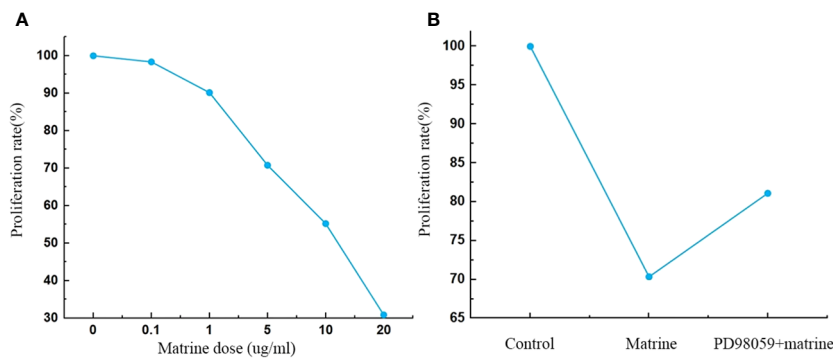 A
Proliferation rate(%)
100
90
80
70
60
50
40
30
0 0.1 1 5 10 20
Matrine dose (ug/ml)
B
Proliferation rate(%)
100
95
90
85
80
75
70
65
Control Matrine PD98059+matrine